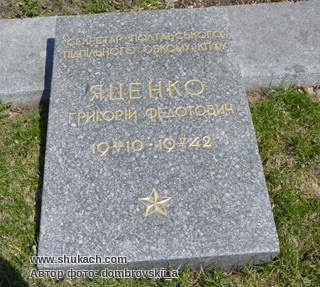 СЕКРЕТАР ПОЛТАВСЬКОГО
ПІДПІЛЬНОГО ОБКОМУ КП/б/У
ЯЦЕНКО
ГРИГОРІЙ ФЕДОТОВИЧ
1910-1942
www.shukach.com
Автор фото: dombrovskii_a